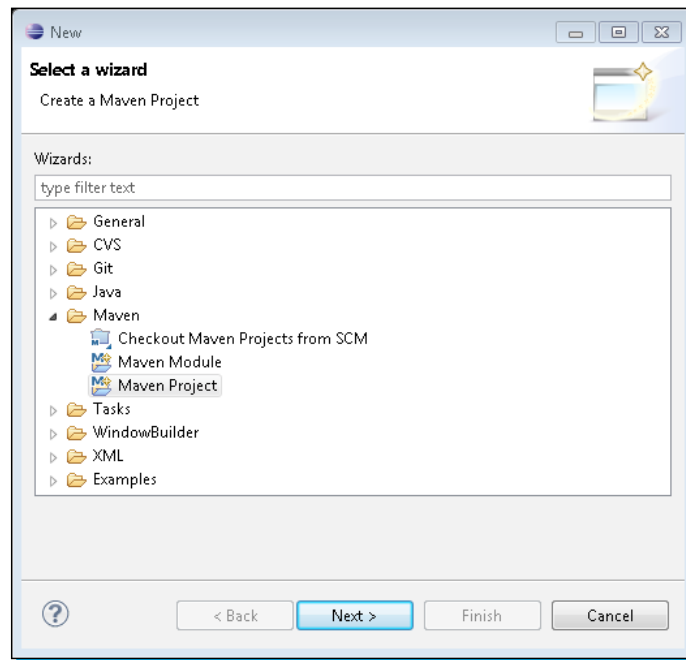 New
Select a wizard
Create a Maven Project
Wizards:
type filter text
General
CVS
Git
Java
Maven
Checkout Maven Projects from SCM
Maven Module
Maven Project
Tasks
WindowBuilder
XML
Examples
< Back Next > Finish Cancel